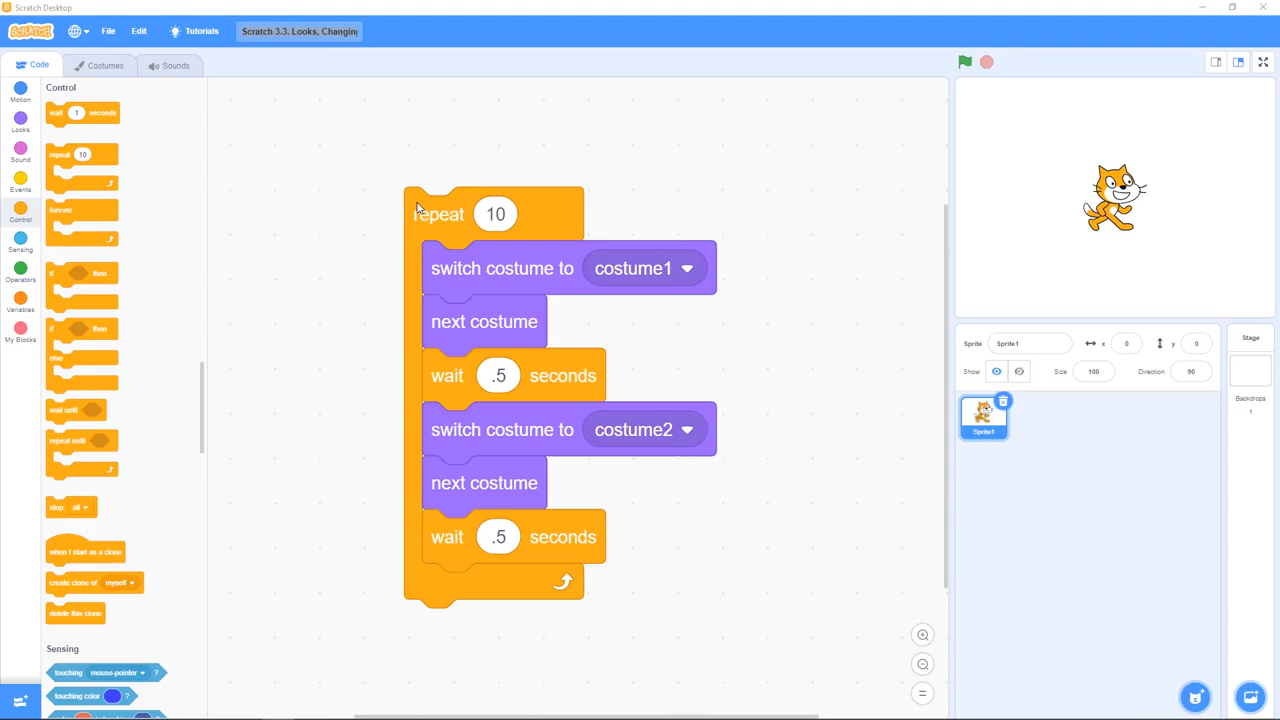 Scratch Desktop
SCRATCH
File
Edit
Tutorials
Scratch 3.3. Looks, Changing
Code
Costumes
Sounds
Motion
Looks
Sound
Events
Control
Sensing
Operators
Variables
My Blocks
Control
wait 1 seconds
repeat 10
forever
if then
if then
else
wait until
repeat until
stop all
when I start as a clone
create clone of myself
delete this clone
Sensing
touching mouse-pointer ?
touching color ?
repeat 10
switch costume to costume1
next costume
wait .5 seconds
switch costume to costume2
next costume
wait .5 seconds
Sprite Sprite1 x 0 y 0
Show Size 100 Direction 90
Sprite1
Stage
Backdrops
1